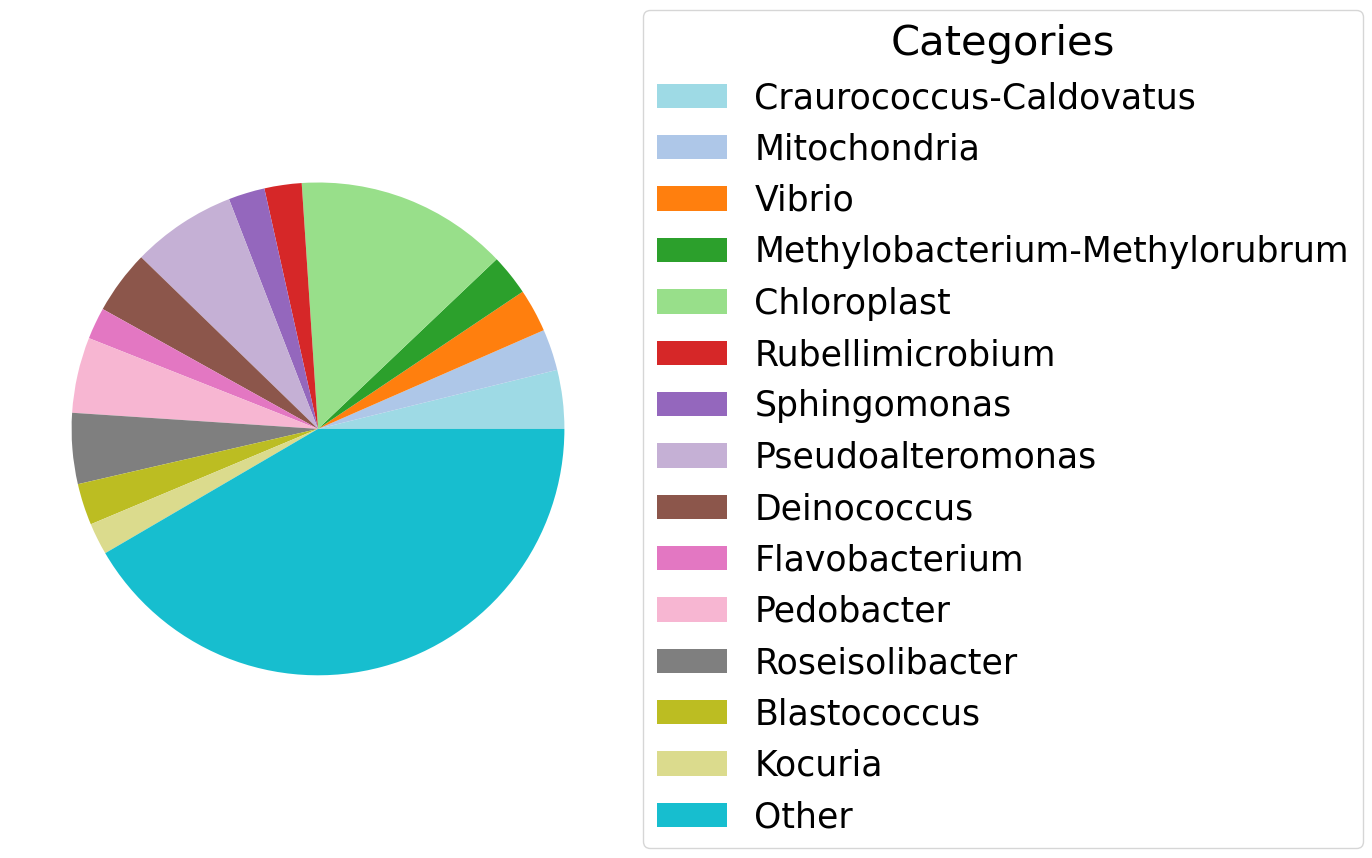 Categories
Craurococcus-Caldovatus
Mitochondria
Vibrio
Methylobacterium-Methylorubrum
Chloroplast
Rubellimicrobium
Sphingomonas
Pseudoalteromonas
Deinococcus
Flavobacterium
Pedobacter
Roseisolibacter
Blastococcus
Kocuria
Other